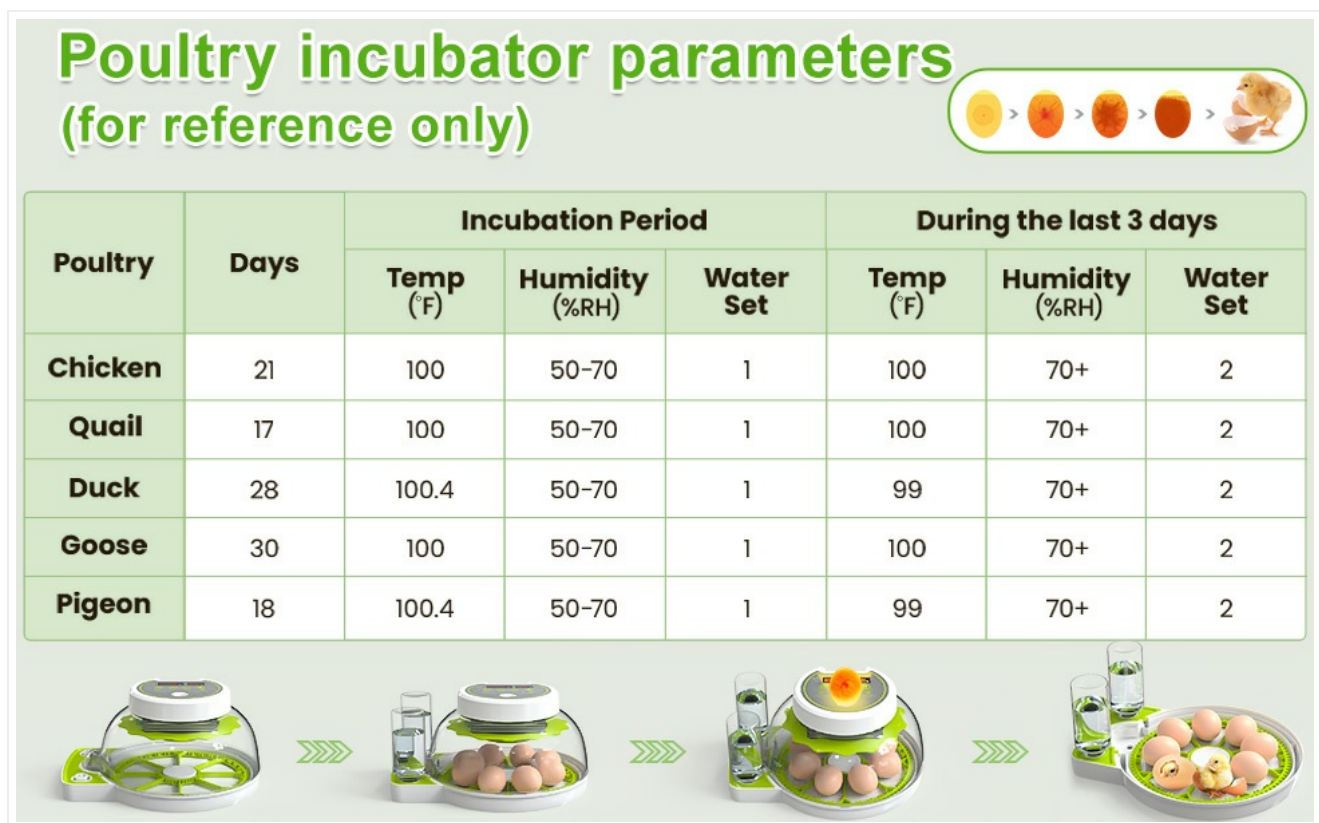 Poultry incubator parameters
(for reference only)
Poultry Days Incubation Period During the last 3 days
Temp (°F) Humidity (%RH) Water Set Temp (°F) Humidity (%RH) Water Set
Chicken 21 100 50-70 1 100 70+ 2
Quail 17 100 50-70 1 100 70+ 2
Duck 28 100.4 50-70 1 99 70+ 2
Goose 30 100 50-70 1 100 70+ 2
Pigeon 18 100.4 50-70 1 99 70+ 2